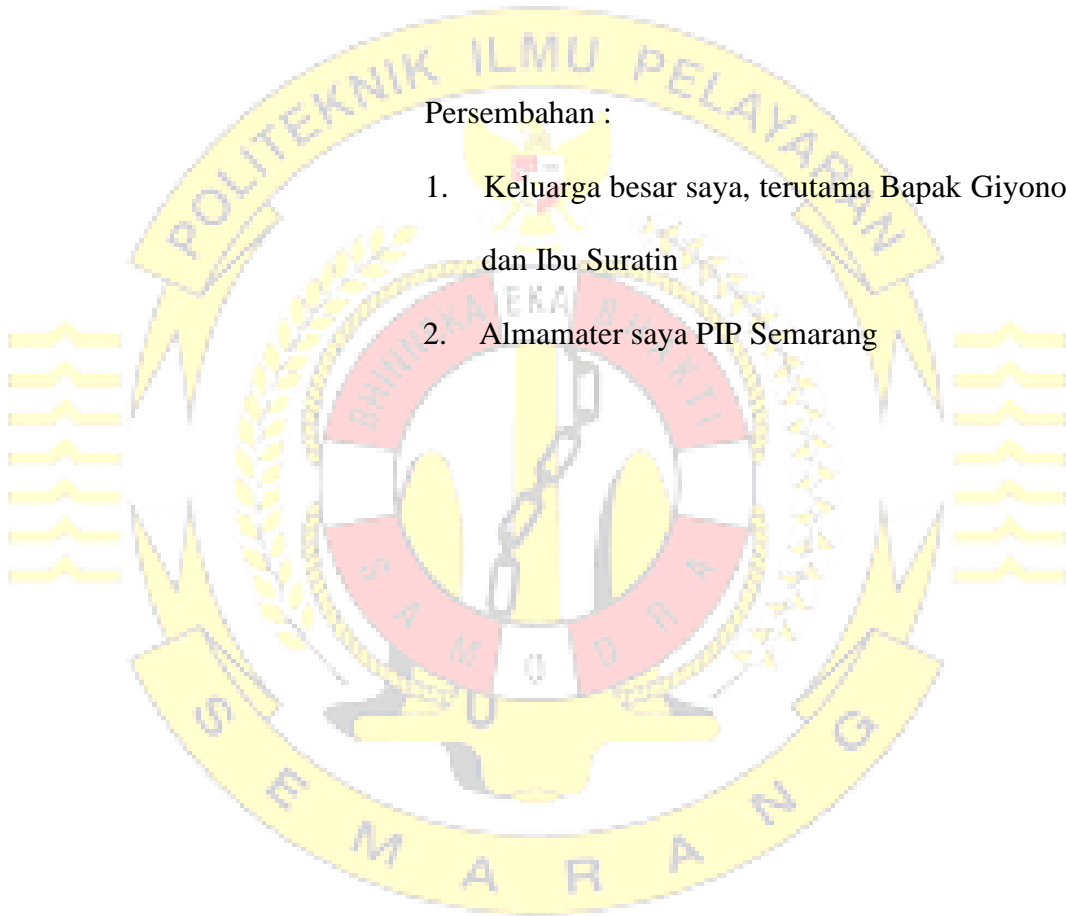 POLITEKNIK ILMU PELAYARAN
Persembahan :
1. Keluarga besar saya, terutama Bapak Giyono
dan Ibu Suratin
2. Almamater saya PIP Semarang
BHINNEKA EKA BHAKTI
SAMODRA
SEMARANG